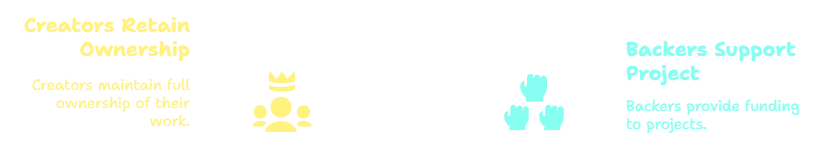 Creators Retain
Ownership
Creators maintain full
ownership of their
work.
Backers Support
Project
Backers provide funding
to projects.